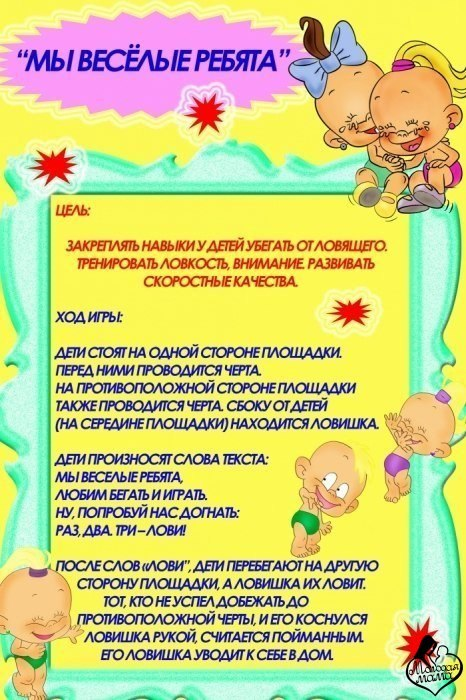 “МЫ ВЕСЁЛЫЕ РЕБЯТА”
ЦЕЛЬ:
ЗАКРЕПЛЯТЬ НАВЫКИ У ДЕТЕЙ УБЕГАТЬ ОТ ЛОВЯЩЕГО.
ТРЕНИРОВАТЬ ЛОВКОСТЬ, ВНИМАНИЕ. РАЗВИВАТЬ
СКОРОСТНЫЕ КАЧЕСТВА.
ХОД ИГРЫ:
ДЕТИ СТОЯТ НА ОДНОЙ СТОРОНЕ ПЛОЩАДКИ.
ПЕРЕД НИМИ ПРОВОДИТСЯ ЧЕРТА.
НА ПРОТИВОПОЛОЖНОЙ СТОРОНЕ ПЛОЩАДКИ
ТАКЖЕ ПРОВОДИТСЯ ЧЕРТА. СБОКУ ОТ ДЕТЕЙ
(НА СЕРЕДИНЕ ПЛОЩАДКИ) НАХОДИТСЯ ЛОВИШКА.
ДЕТИ ПРОИЗНОСЯТ СЛОВА ТЕКСТА:
МЫ ВЕСЕЛЫЕ РЕБЯТА,
ЛЮБИМ БЕГАТЬ И ИГРАТЬ.
НУ, ПОПРОБУЙ НАС ДОГНАТЬ:
РАЗ, ДВА. ТРИ – ЛОВИ!
ПОСЛЕ СЛОВ «ЛОВИ”, ДЕТИ ПЕРЕБЕГАЮТ НА ДРУГУЮ
СТОРОНУ ПЛОЩАДКИ, А ЛОВИШКА ИХ ЛОВИТ.
ТОТ, КТО НЕ УСПЕЛ ДОБЕЖАТЬ ДО
ПРОТИВОПОЛОЖНОЙ ЧЕРТЫ, И ЕГО КОСНУЛСЯ
ЛОВИШКА РУКОЙ, СЧИТАЕТСЯ ПОЙМАННЫМ.
ЕГО ЛОВИШКА УВОДИТ К СЕБЕ В ДОМ.
Молодая
мама